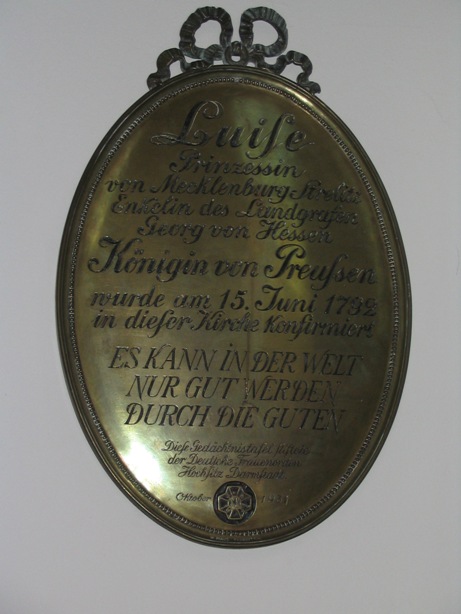 Luiſe
Prinzessin
von Mecklenburg-Strelitz
Enkelin des Landgrafen
Georg von Hessen
Königin von Preuſsen
wurde am 15. Juni 1792
in dieſer Kirche konfirmiert
ES KANN IN DER WELT
NUR GUT WERDEN
DURCH DIE GUTEN
Dieſe Gedächtnistafel ſtiftete
der Deutſche Frauenorden
Hochſitz Darmſtadt
Oktober